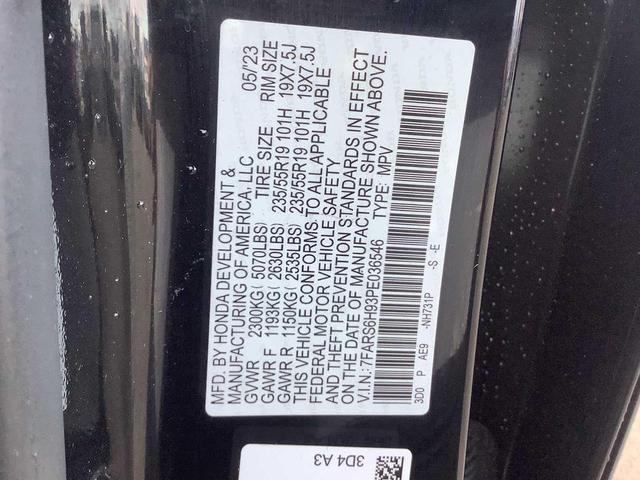 MFD. BY HONDA DEVELOPMENT &
MANUFACTURING OF AMERICA, LLC 05/23
GVWR 2300KG( 5070LBS) TIRE SIZE RIM SIZE
GAWR F 1193KG( 2630LBS) 235/55R19 101H 19X7.5J
GAWR R 1150KG( 2535LBS) 235/55R19 101H 19X7.5J
THIS VEHICLE CONFORMS TO ALL APPLICABLE
FEDERAL MOTOR VEHICLE SAFETY
AND THEFT PREVENTION STANDARDS IN EFFECT
ON THE DATE OF MANUFACTURE SHOWN ABOVE.
V.I.N.:7FARS6H93PE036546 TYPE: MPV
3D0 P AE9 -NH731P -S -E
3D4 A3